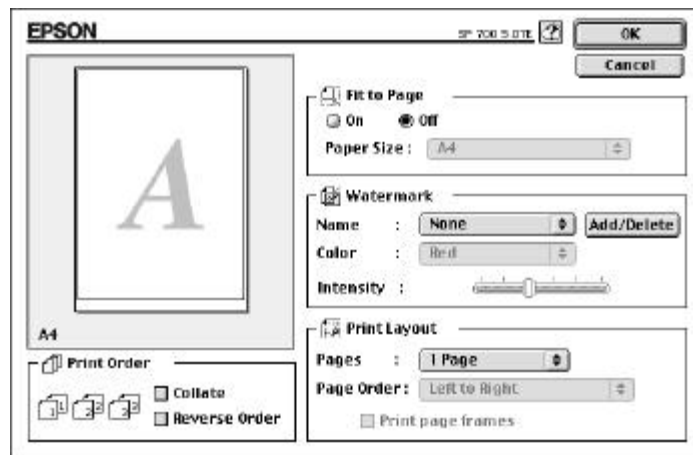 EPSON
SP 700 5.01E
OK
Cancel
A
A4
Fit to Page
On Off
Paper Size : A4
Watermark
Name : None Add/Delete
Color : Red
Intensity :
Print Layout
Pages : 1 Page
Page Order : Left to Right
Print page frames
Print Order
Collate
Reverse Order